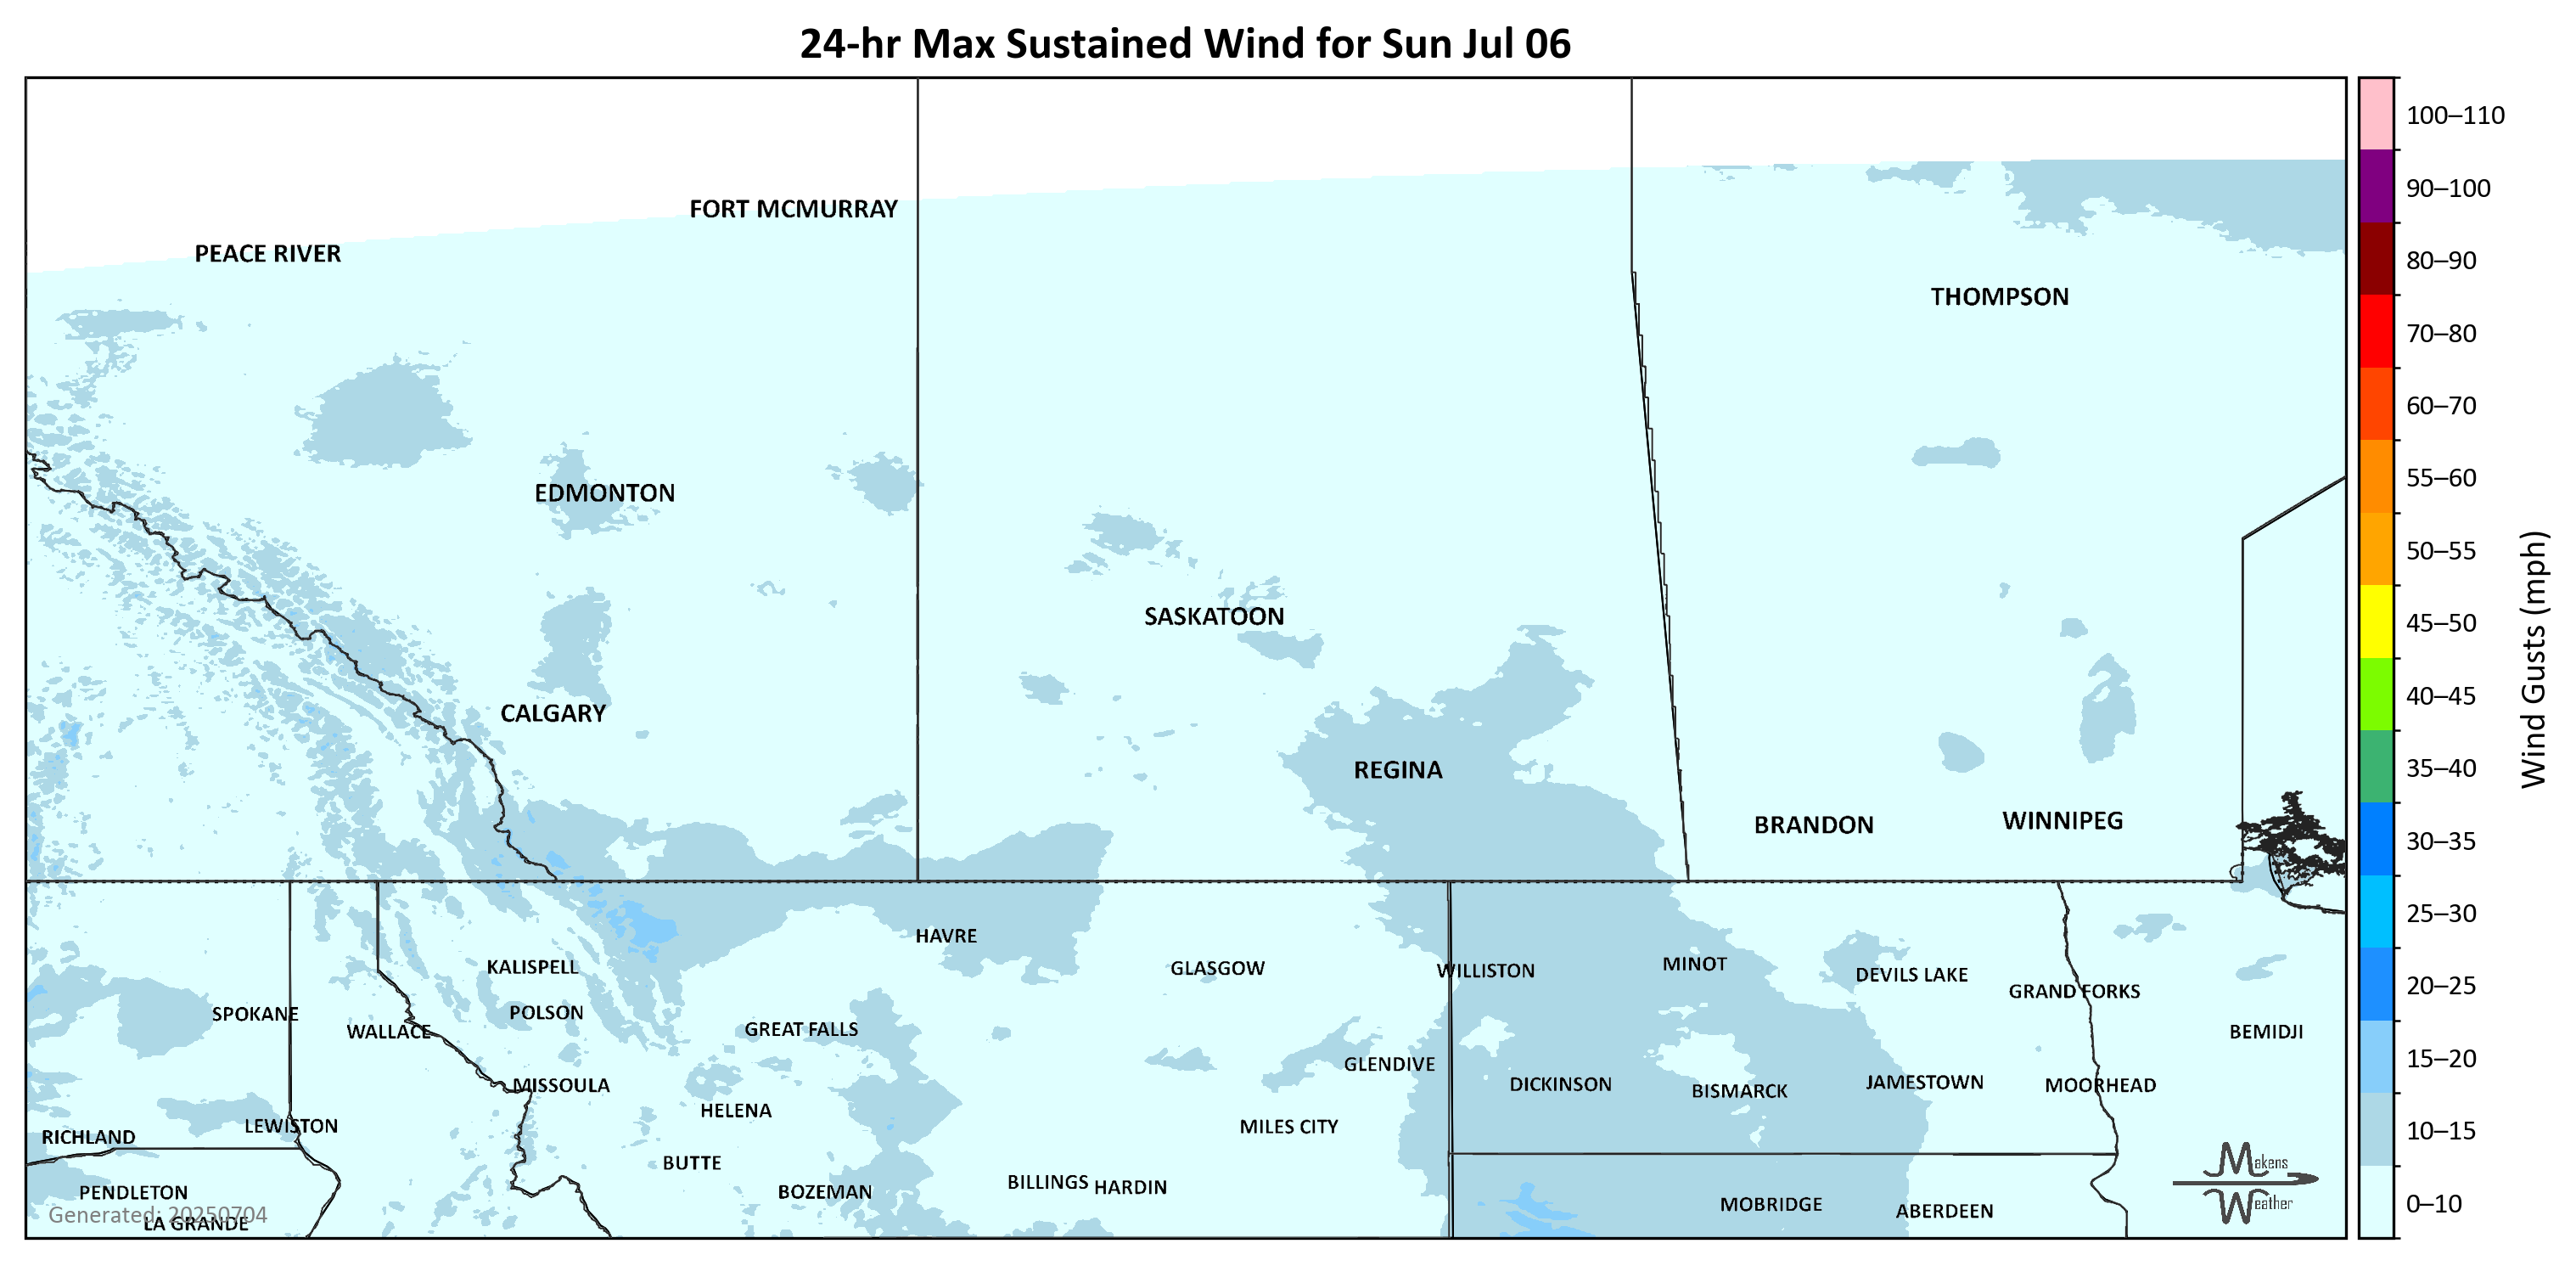 24-hr Max Sustained Wind for Sun Jul 06
100–110
FORT MCMURRAY
90–100
PEACE RIVER
80–90
THOMPSON
70–80
60–70
55–60
EDMONTON
50–55
SASKATOON
45–50
CALGARY
40–45
Wind Gusts (mph)
REGINA
35–40
BRANDON
WINNIPEG
30–35
HAVRE
25–30
KALISPELL
GLASGOW
WILLISTON
MINOT
DEVILS LAKE
20–25
GRAND FORKS
SPOKANE
POLSON
WALLACE
GREAT FALLS
BEMIDJI
15–20
GLENDIVE
MISSOULA
DICKINSON
BISMARCK
JAMESTOWN
MOORHEAD
HELENA
LEWISTON
MILES CITY
10–15
RICHLAND
BUTTE
Makens
Weather
PENDLETON
BOZEMAN
BILLINGS
HARDIN
MOBRIDGE
ABERDEEN
0–10
Generated: 20250704
LA GRANDE